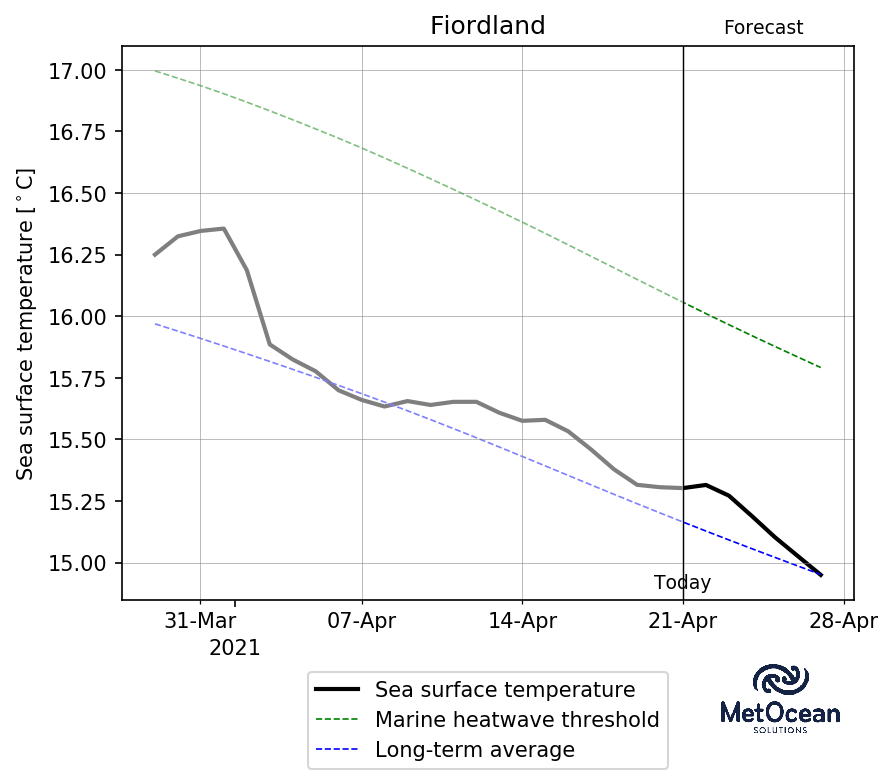 Fiordland
Forecast
Sea surface temperature [°C]
17.00
16.75
16.50
16.25
16.00
15.75
15.50
15.25
15.00
Today
31-Mar 07-Apr 14-Apr 21-Apr 28-Apr
2021
Sea surface temperature
Marine heatwave threshold
Long-term average
MetOcean
SOLUTIONS